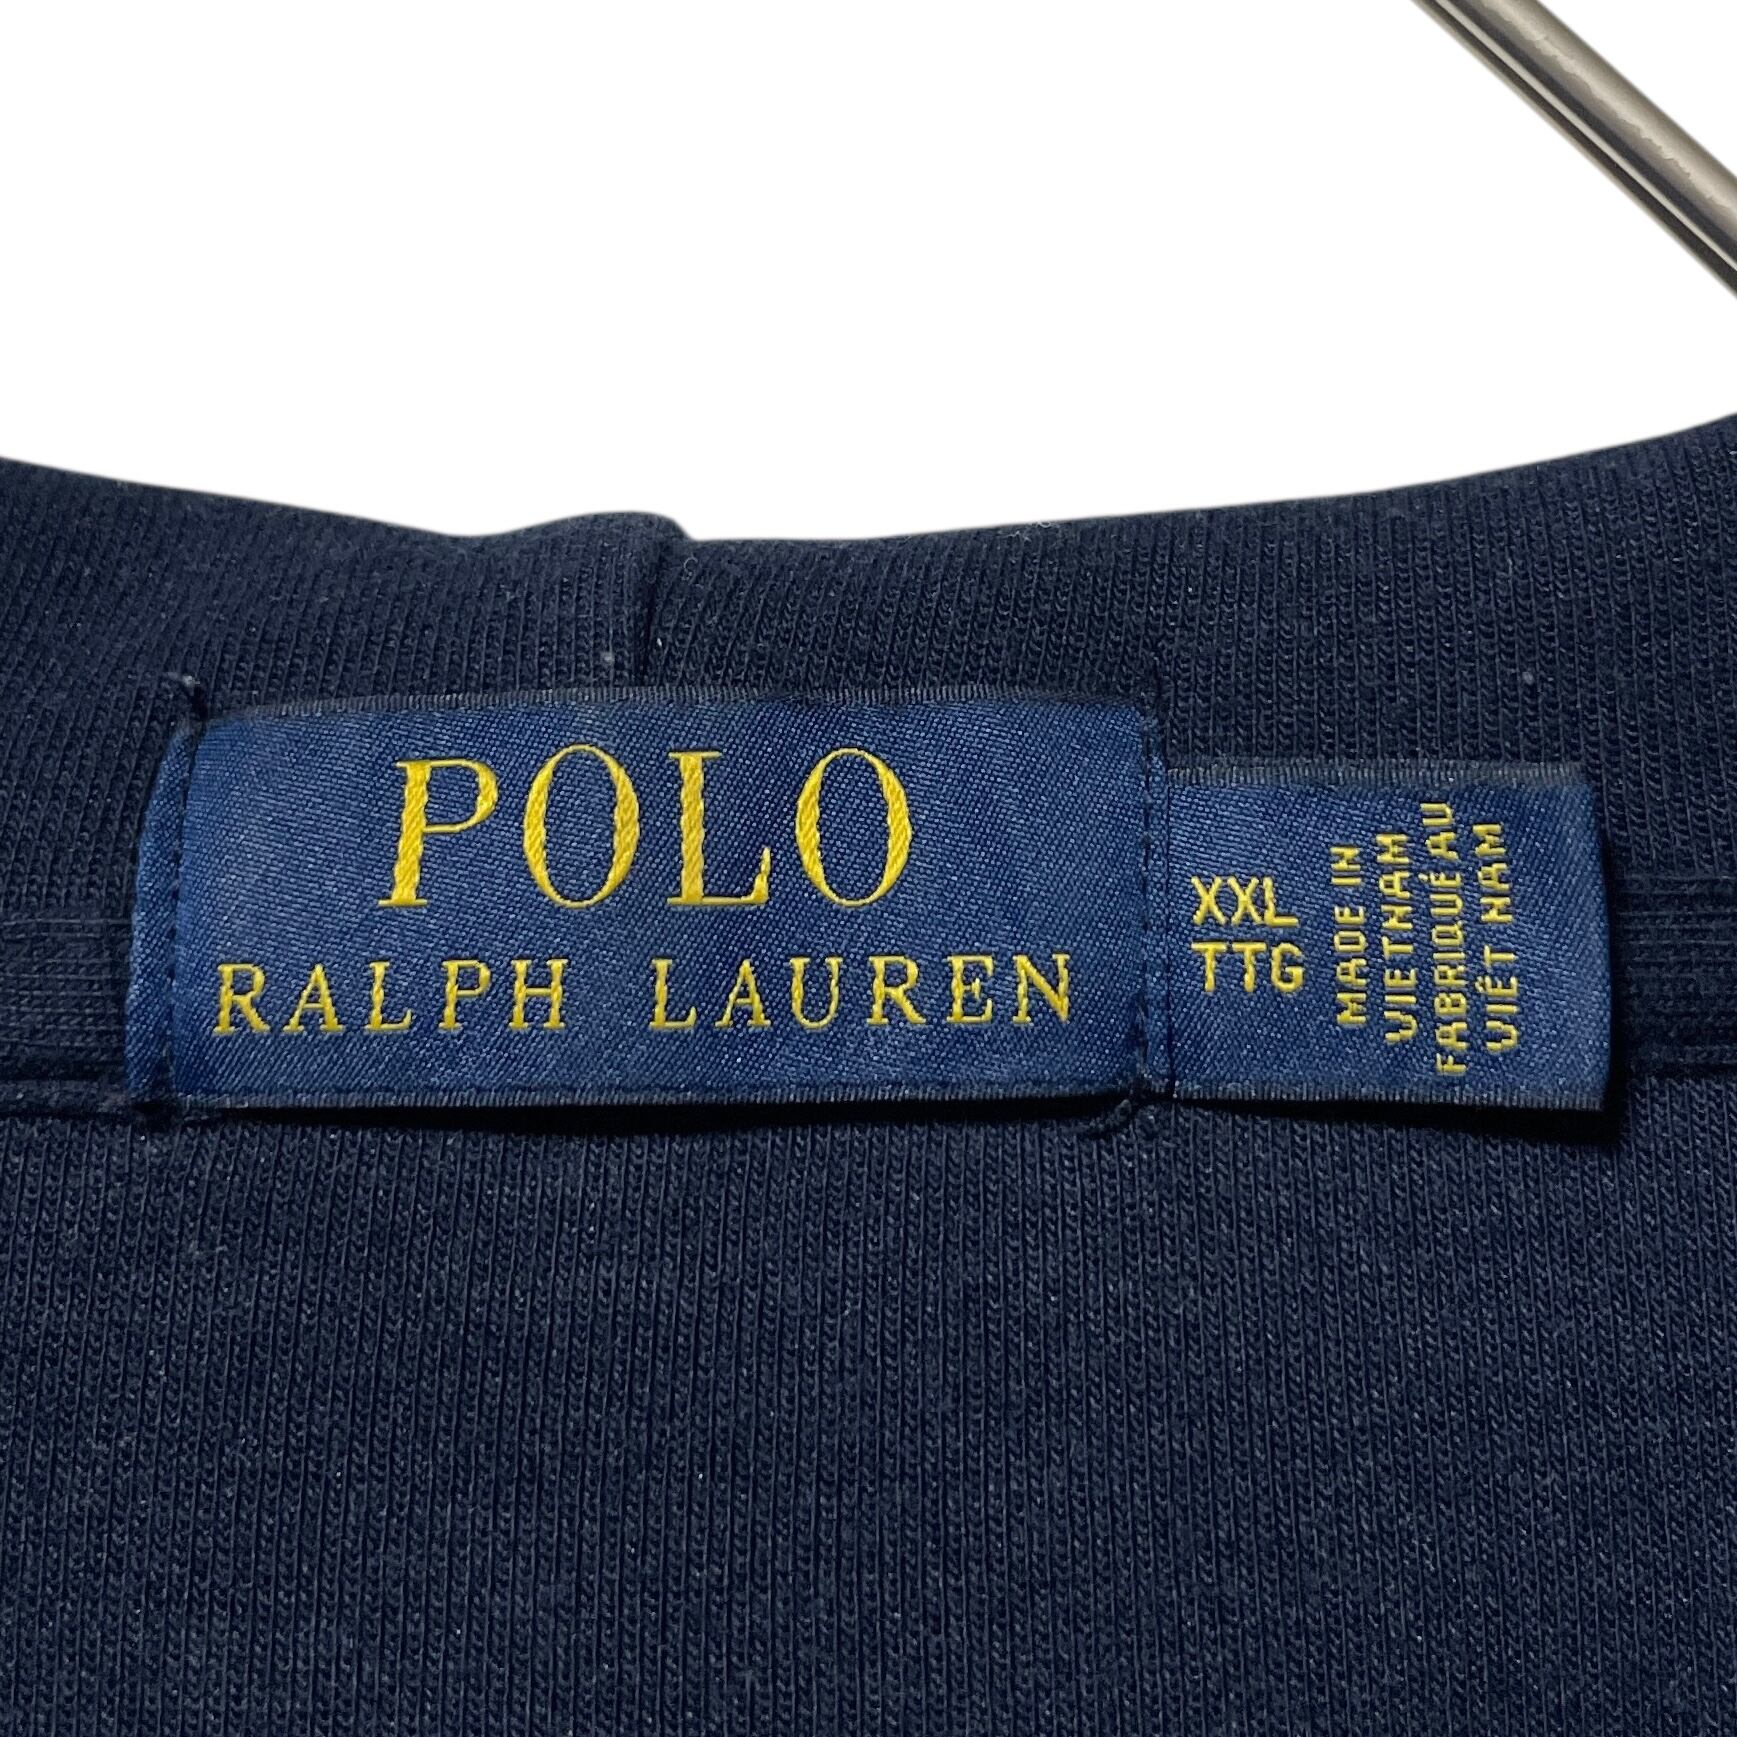 POLO
RALPH LAUREN
XXL
TTG
MADE IN
VIETNAM
FABRIQUÉ AU
VIÊT NAM